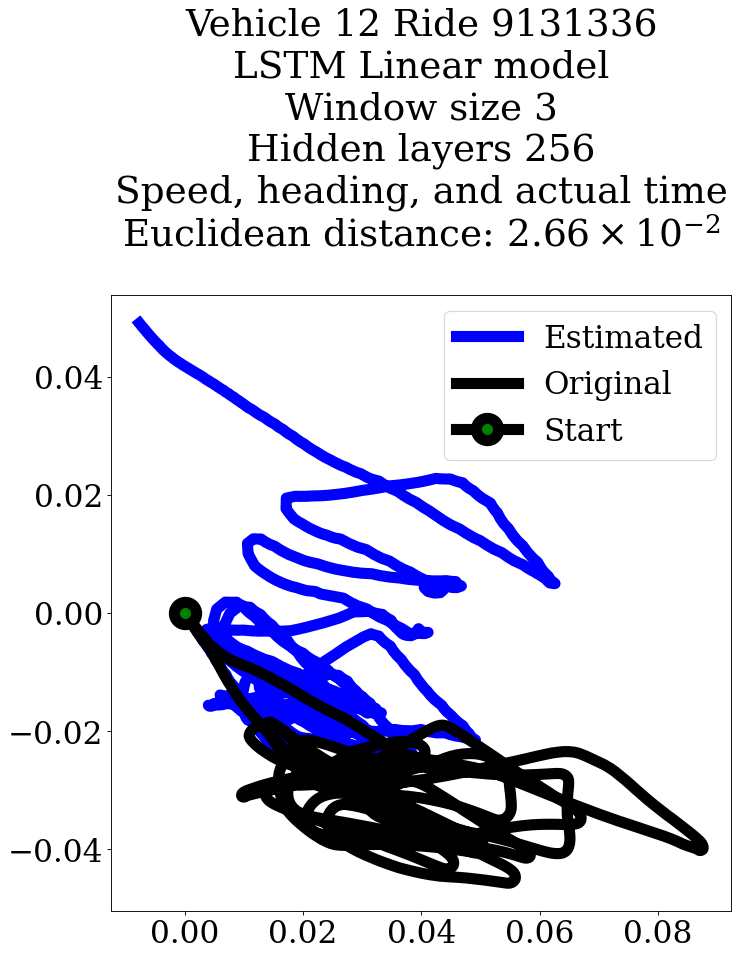 Vehicle 12 Ride 9131336
LSTM Linear model
Window size 3
Hidden layers 256
Speed, heading, and actual time
Euclidean distance: 2.66 × 10⁻²
Estimated
Original
Start
0.04
0.02
0.00
−0.02
−0.04
0.00 0.02 0.04 0.06 0.08